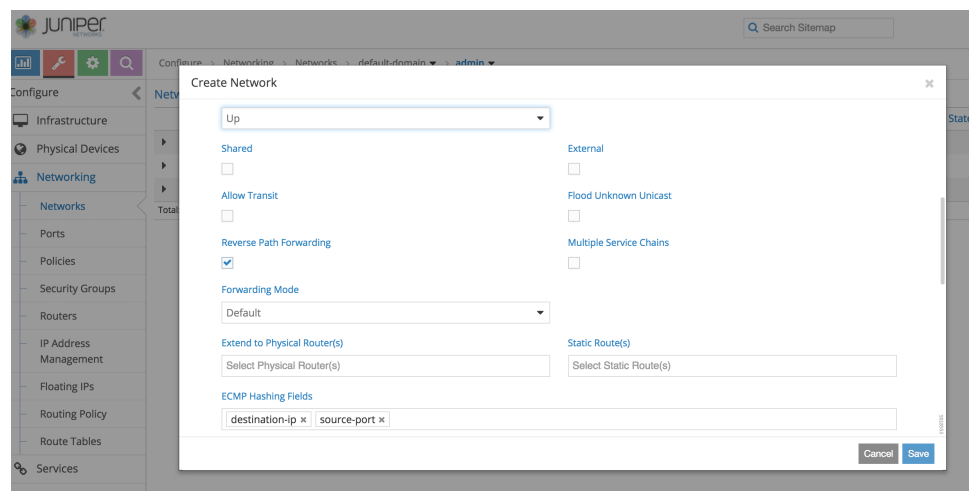 JUNIPER
NETWORKS
Search Sitemap
Configure > Networking > Networks > default-domain > admin
Configure
Infrastructure
Physical Devices
Networking
Networks
Ports
Policies
Security Groups
Routers
IP Address
Management
Floating IPs
Routing Policy
Route Tables
Services
Netw
State
Total:
Create Network
Up
Shared
External
Allow Transit
Flood Unknown Unicast
Reverse Path Forwarding
Multiple Service Chains
Forwarding Mode
Default
Extend to Physical Router(s)
Static Route(s)
Select Physical Router(s)
Select Static Route(s)
ECMP Hashing Fields
destination-ip × source-port ×
Cancel Save